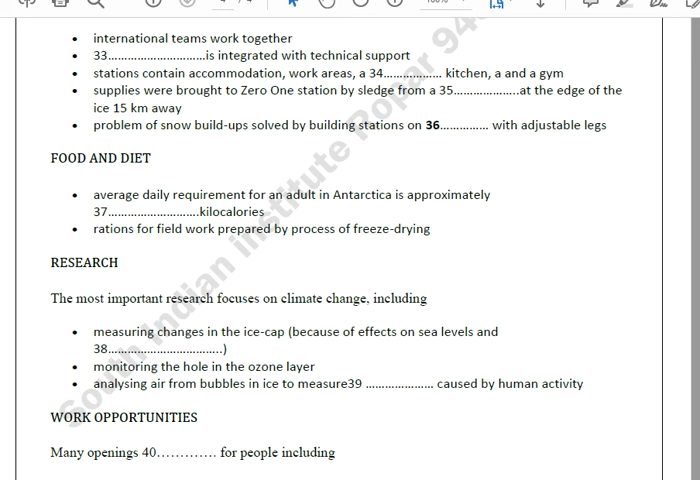 • international teams work together
• 33..............................is integrated with technical support
• stations contain accommodation, work areas, a 34.................. kitchen, a and a gym
• supplies were brought to Zero One station by sledge from a 35....................at the edge of the
ice 15 km away
• problem of snow build-ups solved by building stations on 36............... with adjustable legs
FOOD AND DIET
• average daily requirement for an adult in Antarctica is approximately
37............................kilocalories
• rations for field work prepared by process of freeze-drying
RESEARCH
The most important research focuses on climate change, including
• measuring changes in the ice-cap (because of effects on sea levels and
38...................................)
• monitoring the hole in the ozone layer
• analysing air from bubbles in ice to measure39 ..................... caused by human activity
WORK OPPORTUNITIES
Many openings 40............. for people including
South Indian institute Ropar 94